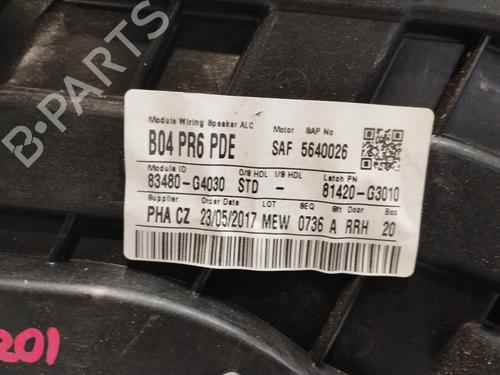 Module Wiring Speaker ALC Motor SAP No
B04 PR6 PDE SAF 5640026
Module ID O/S HDL I/S HDL Latch PN
83480-G4030 STD - 81420-G3010
Supplier Order Date LOT SEQ Sft Door Box
PHA CZ 23/05/2017 MEW 0736 A RRH 20
201
B-PARTS